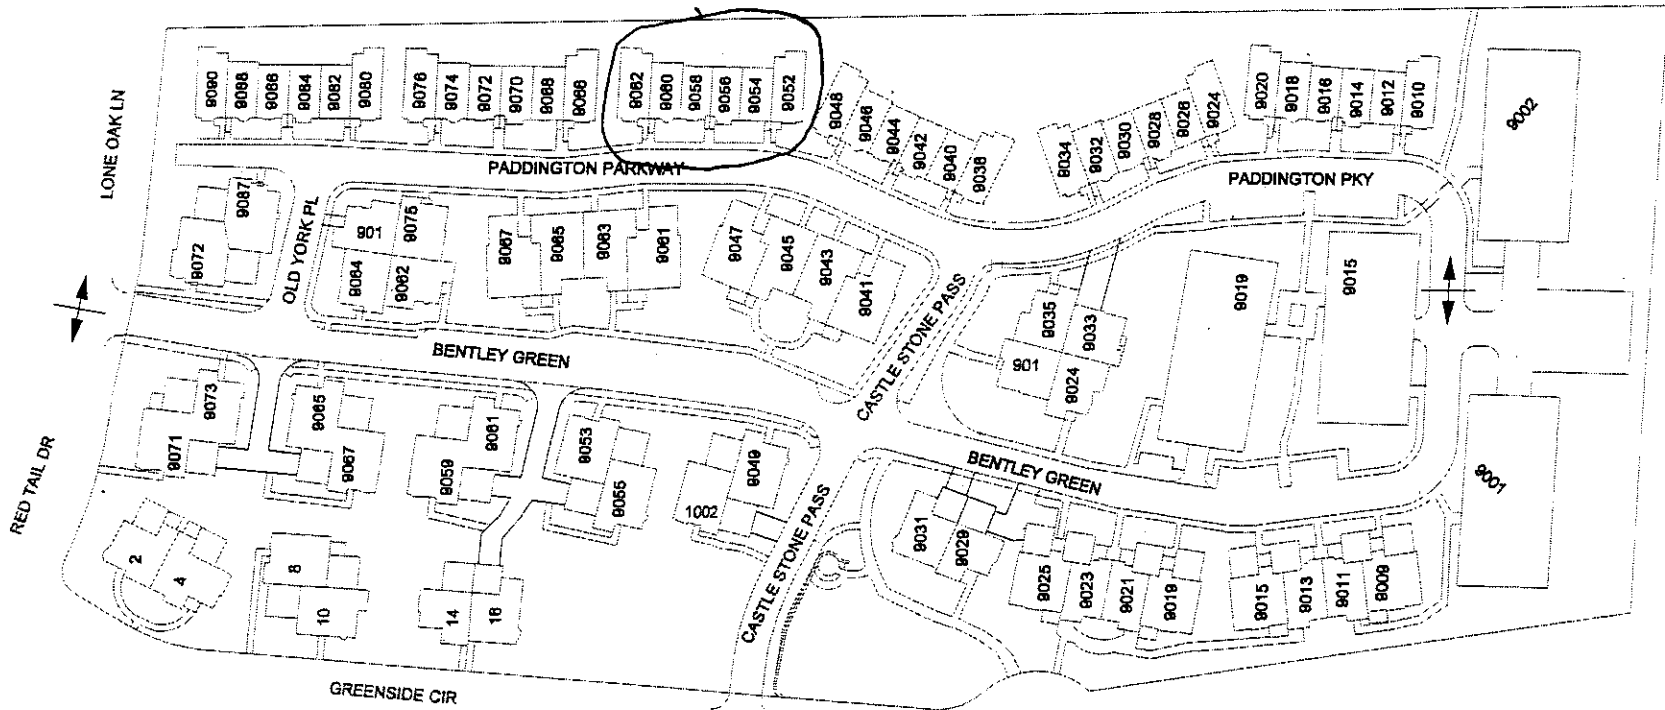 9090 9088 9086 9084 9082 9080
9076 9074 9072 9070 9068 9066
9062 9060 9058 9056 9054 9052
9048 9046 9044 9042 9040 9038
9034 9032 9030 9028 9026 9024
9020 9018 9016 9014 9012 9010
9002
LONE OAK LN
PADDINGTON PARKWAY
PADDINGTON PKY
9087
9072
OLD YORK PL
901 9075
9064 9062
9067 9065 9063 9061
9047 9045 9043 9041
CASTLE STONE PASS
9035 9033
901 9024
9019
9015
BENTLEY GREEN
CASTLE STONE PASS
9073
9071
9065
9067
9061
9059
9053
9055
9049
1002
BENTLEY GREEN
9001
RED TAIL DR
2 4
8
10
14 16
CASTLE STONE PASS
9031 9029
9025 9023 9021 9019
9015 9013 9011 9009
GREENSIDE CIR